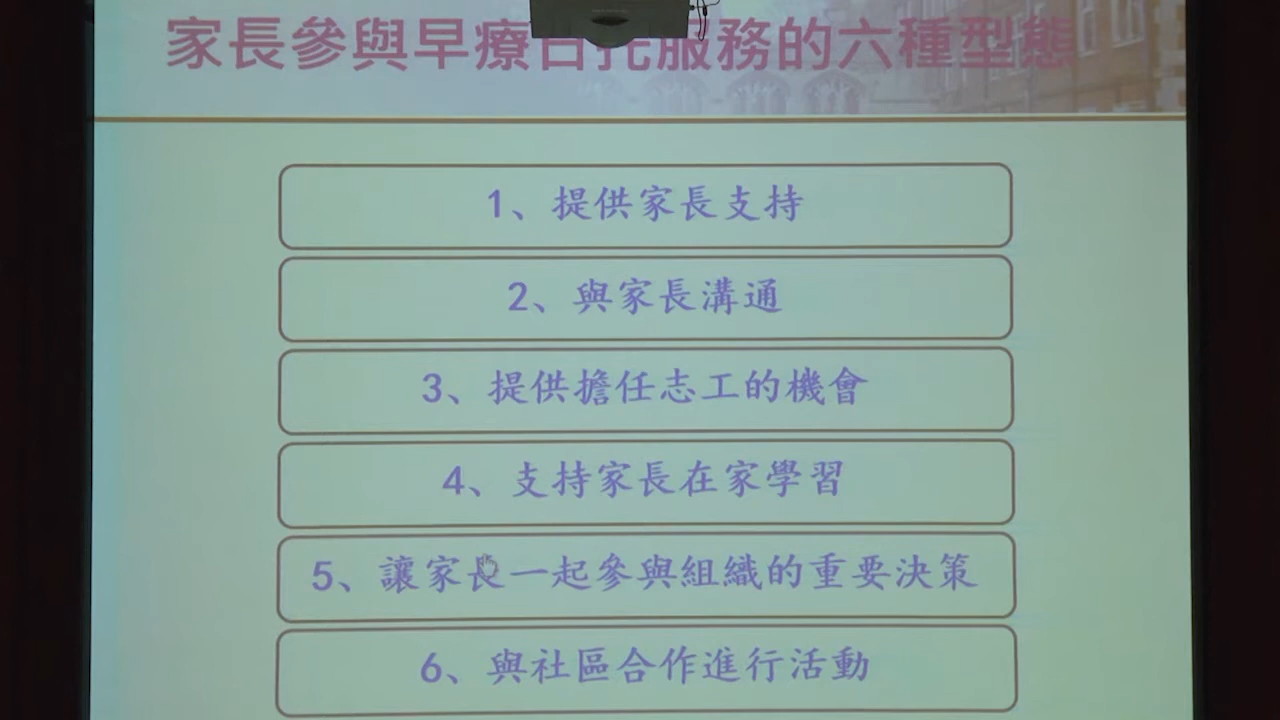 家長參與早療日托服務的六種型態
1、提供家長支持
2、與家長溝通
3、提供擔任志工的機會
4、支持家長在家學習
5、讓家長一起參與組織的重要決策
6、與社區合作進行活動